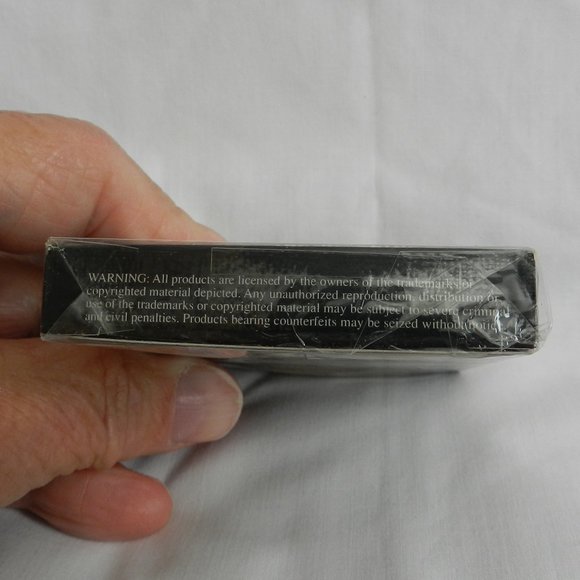 WARNING: All products are licensed by the owners of the trademarks or
copyrighted material depicted. Any unauthorized reproduction, distribution or
use of the trademarks or copyrighted material may be subject to severe criminal
and civil penalties. Products bearing counterfeits may be seized without notice.